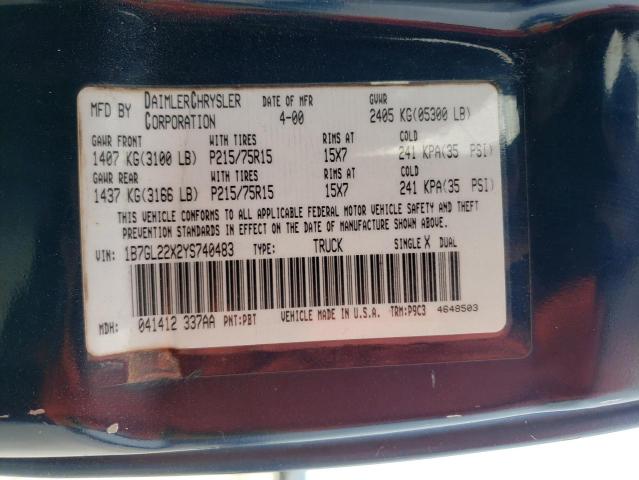 MFD BY DAIMLERCHRYSLER CORPORATION DATE OF MFR 4-00 GVWR 2405 KG(05300 LB)
GAWR FRONT WITH TIRES RIMS AT COLD
1407 KG(3100 LB) P215/75R15 15X7 241 KPA(35 PSI)
GAWR REAR WITH TIRES RIMS AT COLD
1437 KG(3166 LB) P215/75R15 15X7 241 KPA(35 PSI)
THIS VEHICLE CONFORMS TO ALL APPLICABLE FEDERAL MOTOR VEHICLE SAFETY AND THEFT
PREVENTION STANDARDS IN EFFECT ON THE DATE OF MANUFACTURE SHOWN ABOVE.
VIN: 1B7GL22X2YS740483 TYPE: TRUCK SINGLE X DUAL
MDH: 041412 337AA PNT:PBT VEHICLE MADE IN U.S.A. TRM:P9C3 4648503